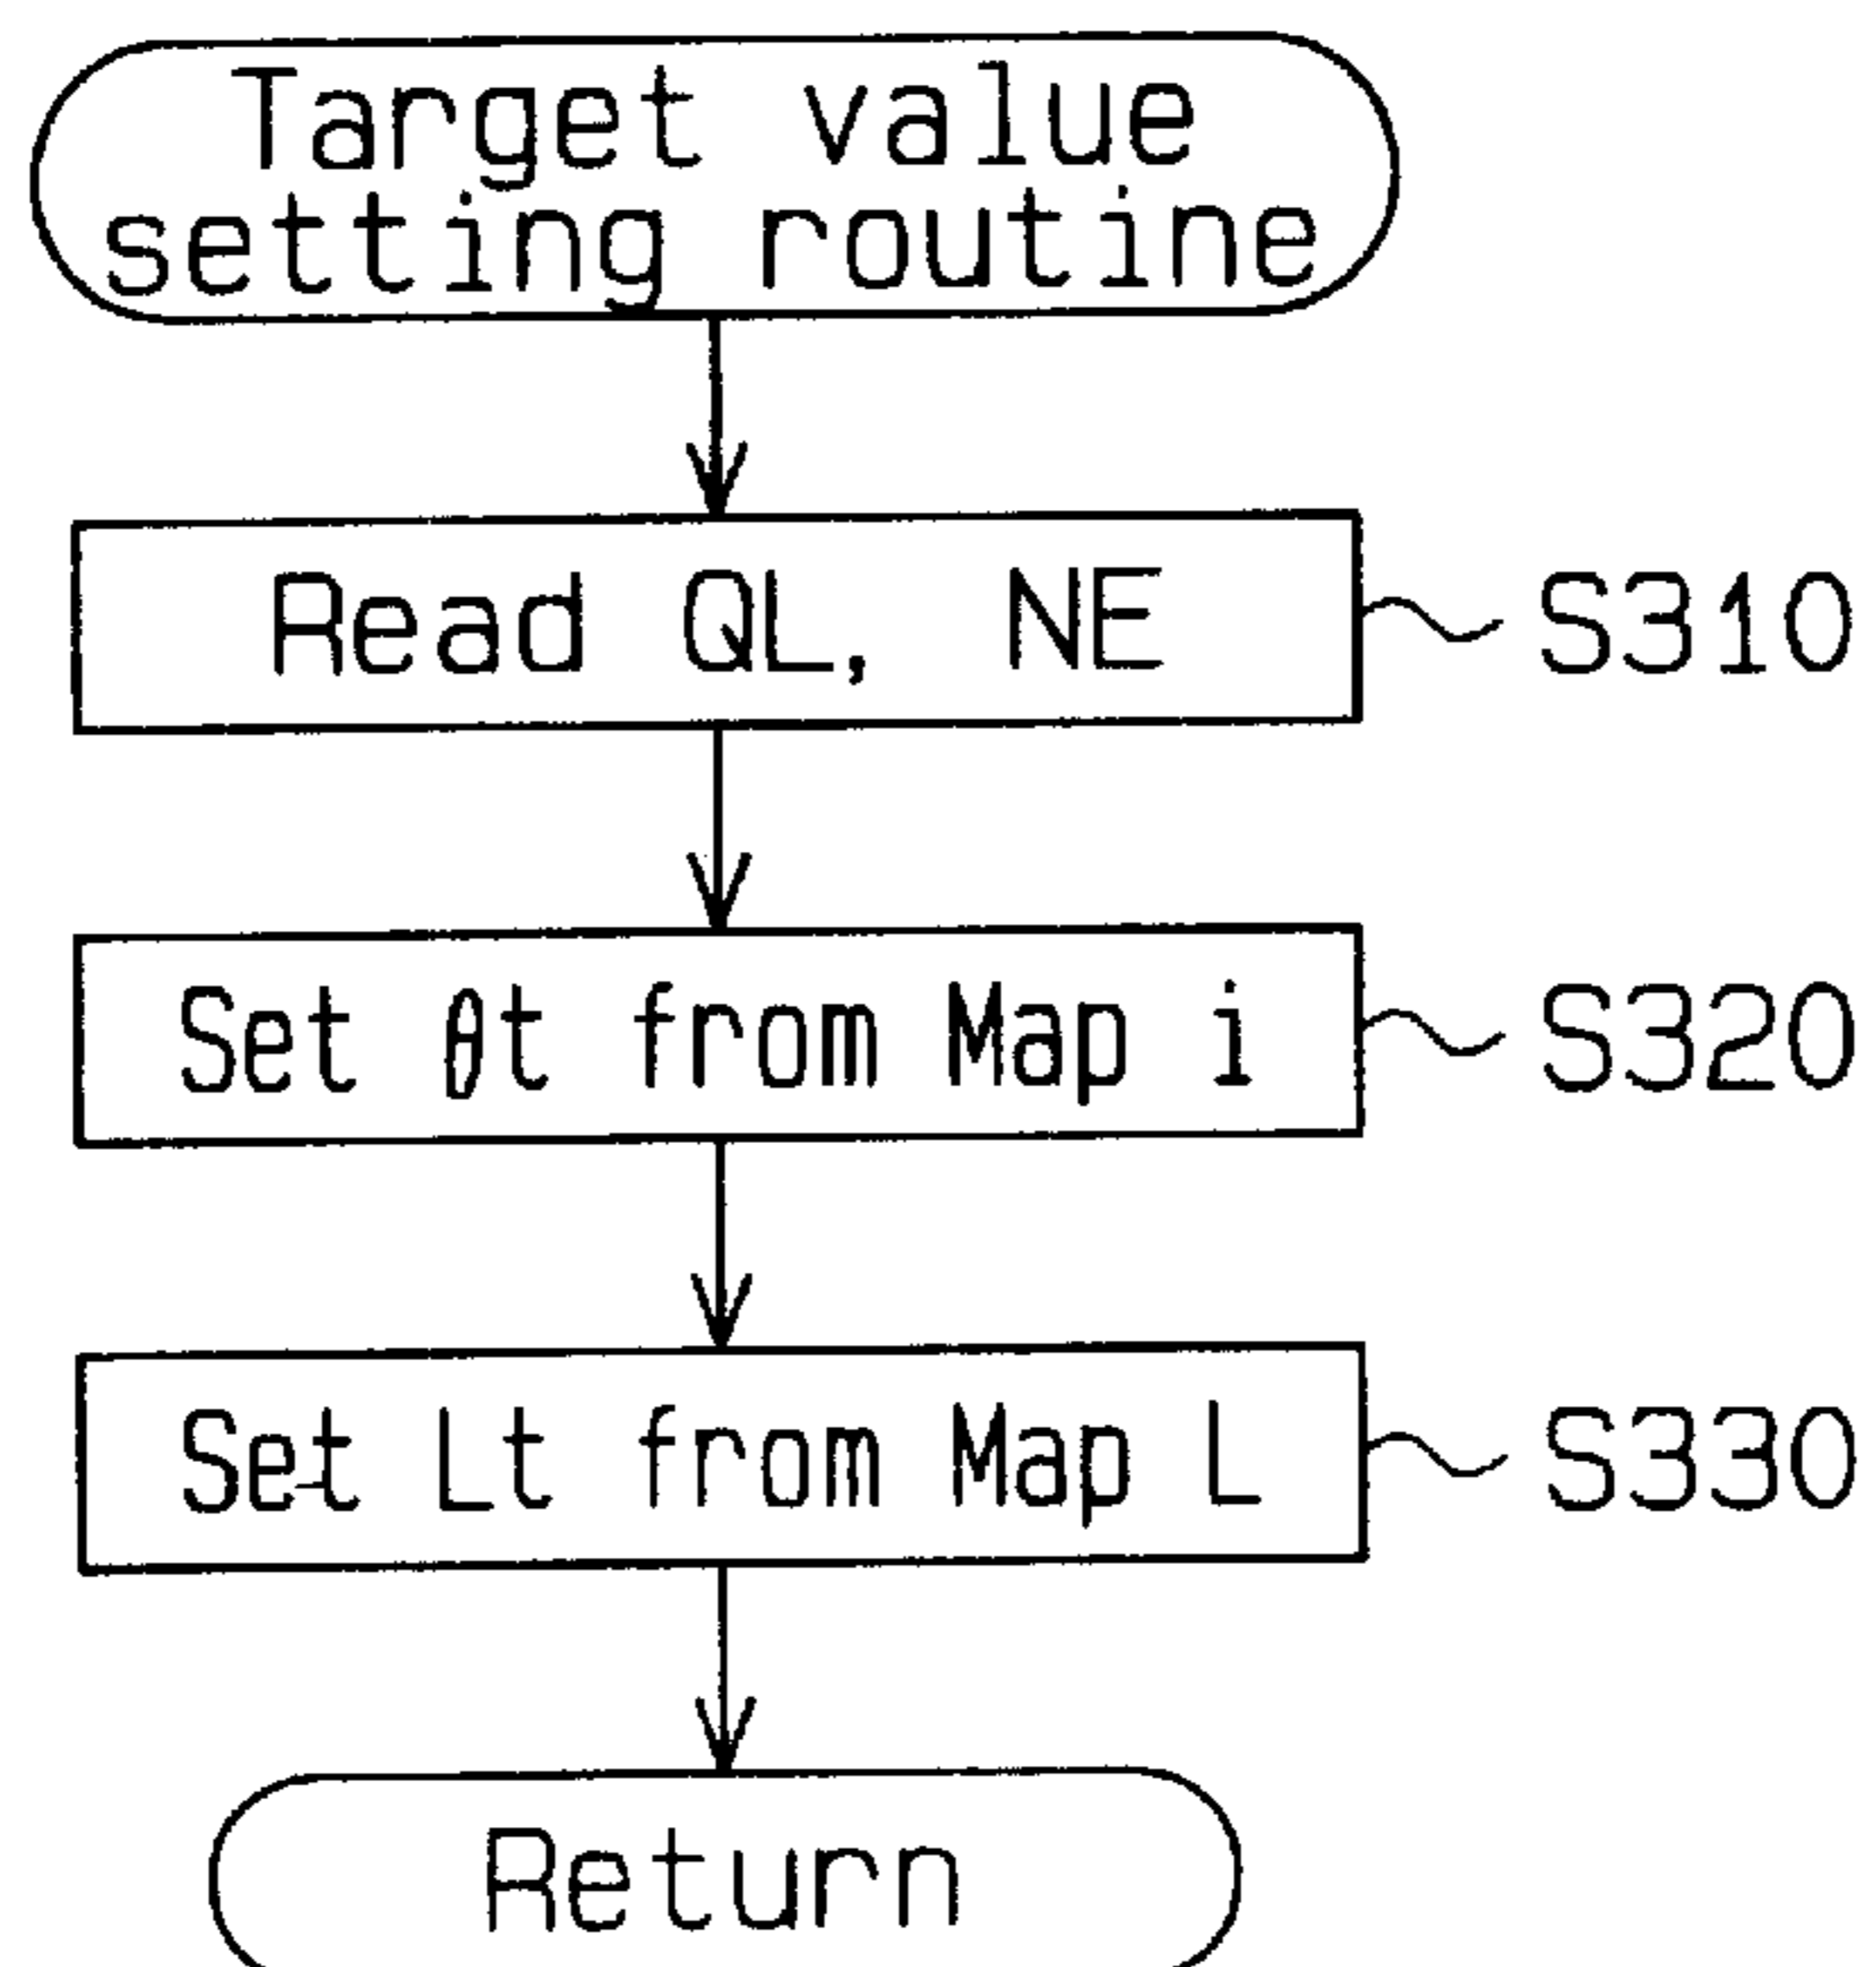 Target value
setting routine
Read QL, NE
S310
Set θt from Map i
S320
Set Lt from Map L
S330
Return